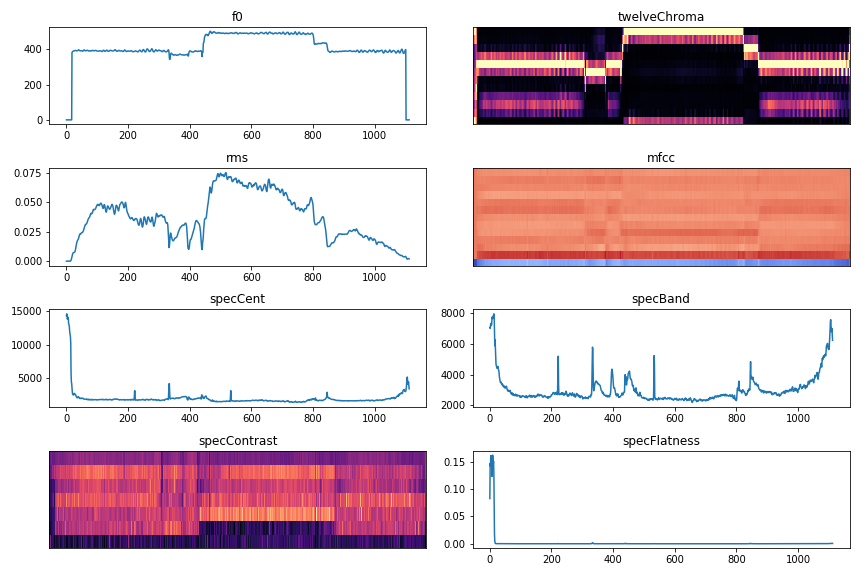 f0
400
200
0
0 200 400 600 800 1000
twelveChroma
rms
0.075
0.050
0.025
0.000
0 200 400 600 800 1000
mfcc
specCent
15000
10000
5000
0 200 400 600 800 1000
specBand
8000
6000
4000
2000
0 200 400 600 800 1000
specContrast
specFlatness
0.15
0.10
0.05
0.00
0 200 400 600 800 1000